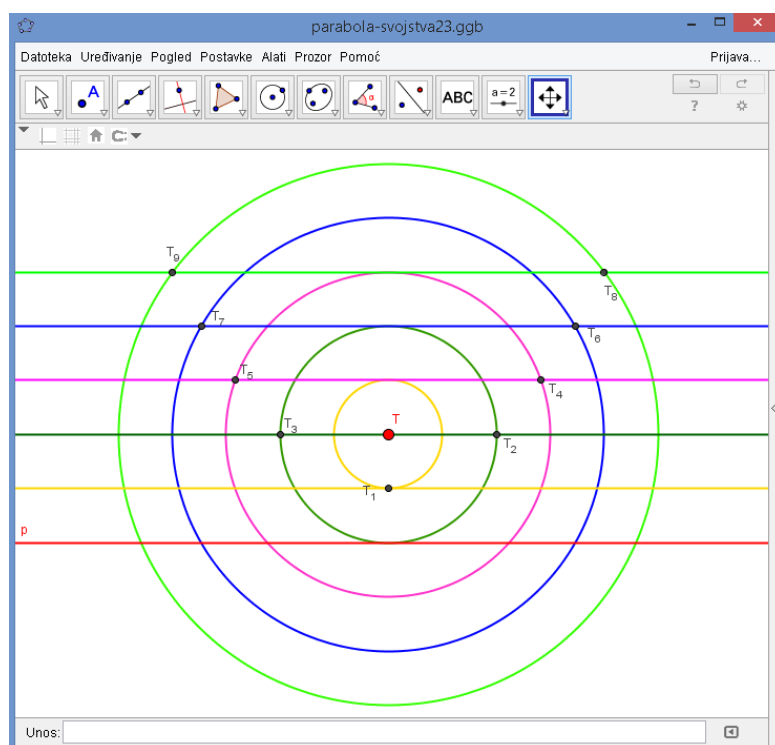 parabola-svojstva23.ggb
Datoteka Uređivanje Pogled Postavke Alati Prozor Pomoć Prijava...
A α ABC a=2
?
T₉
T₈
T₇
T₆
T₅
T₄
T
T₃
T₂
T₁
p
Unos: